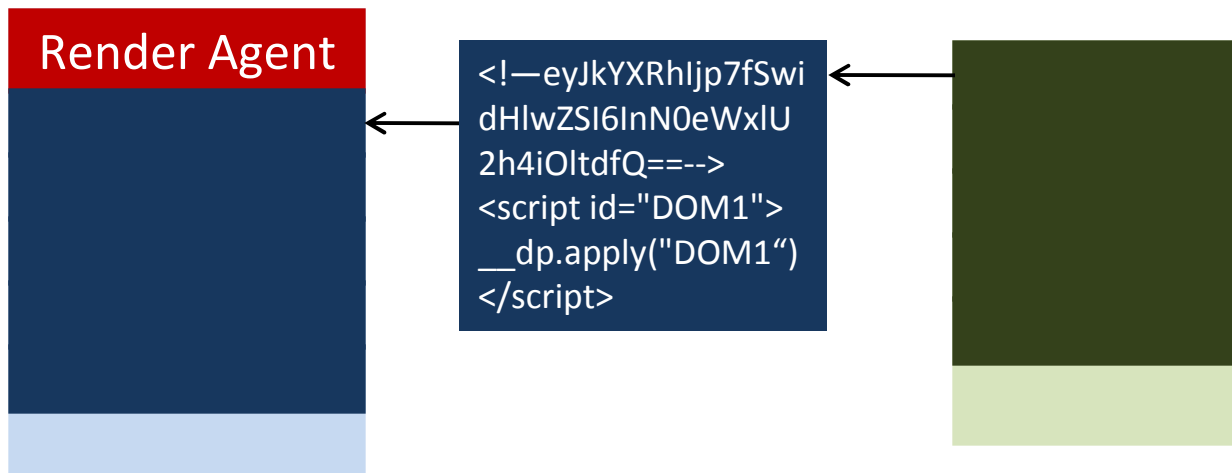 Render Agent
<!—eyJkYXRhIjp7fSwi
dHlwZSI6InN0eWxlU
2h4iOltdfQ==-->
<script id="DOM1">
__dp.apply("DOM1“)
</script>